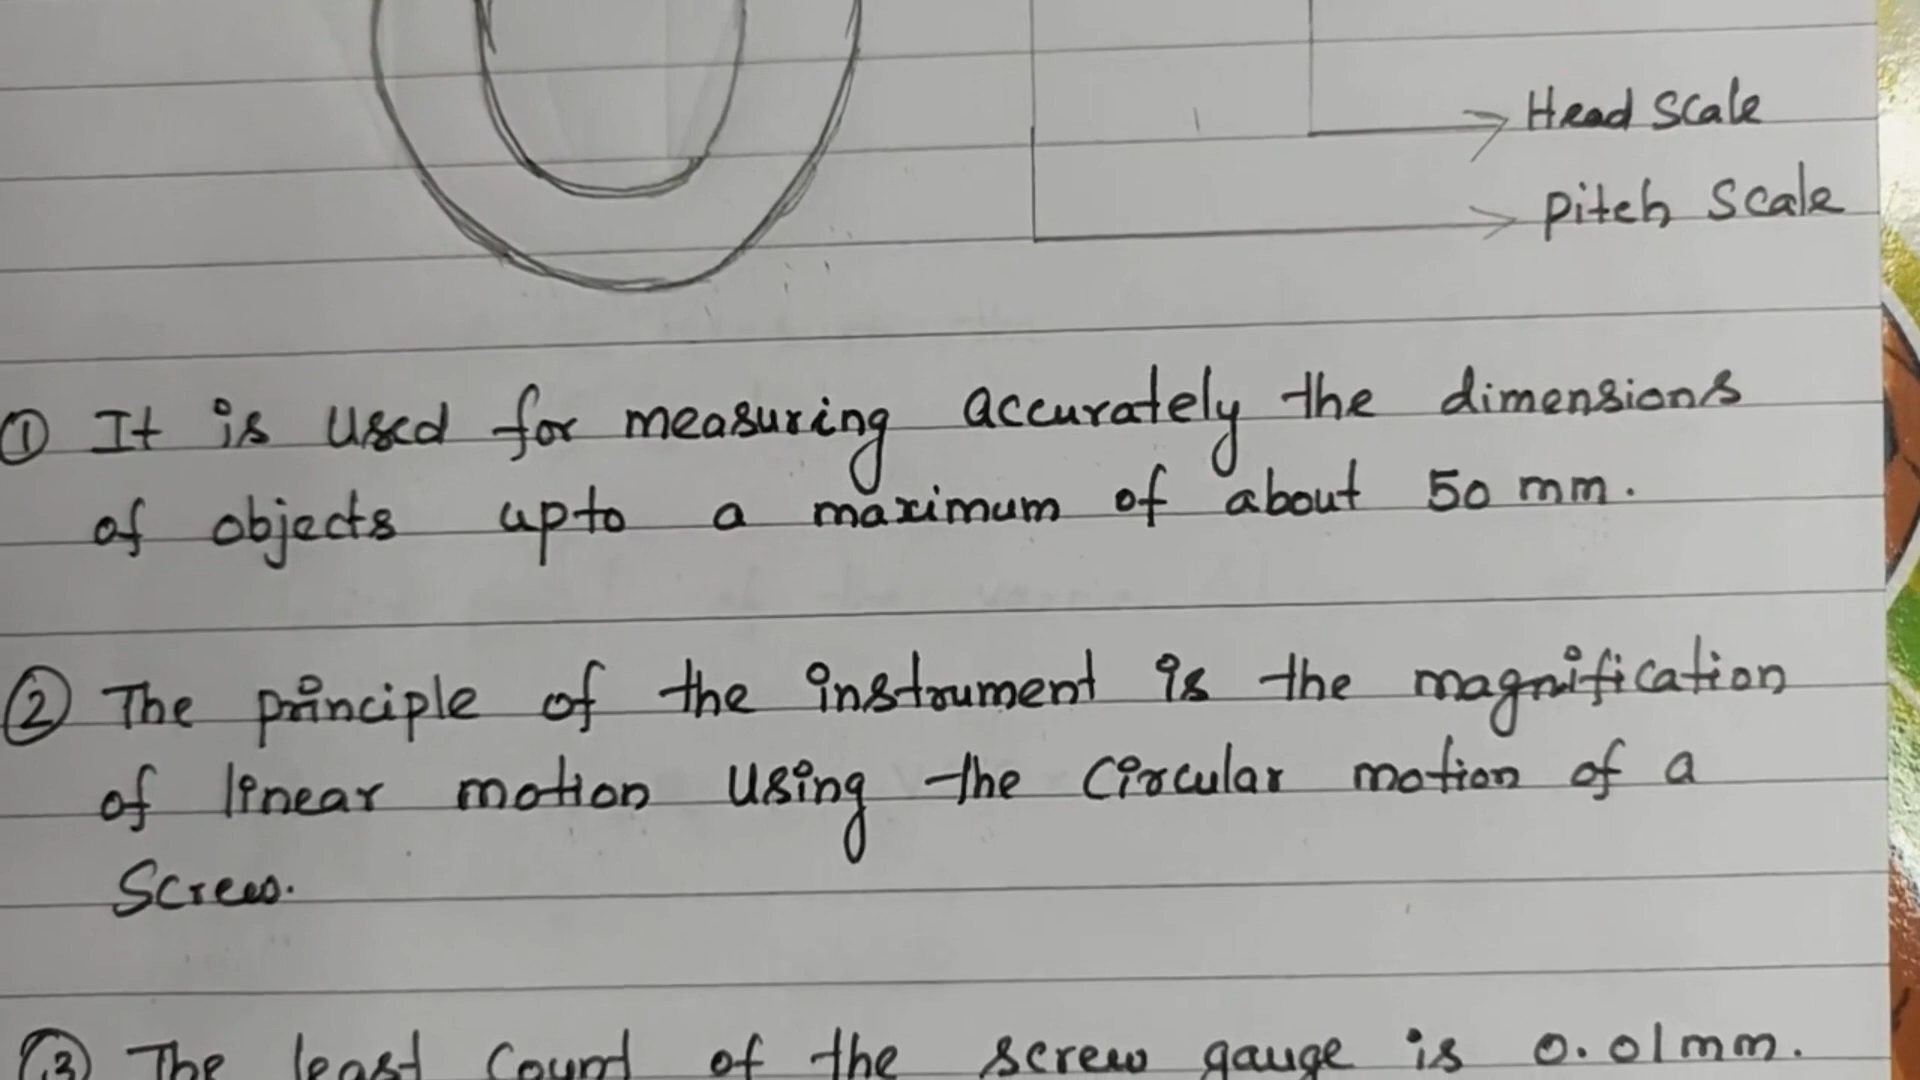 Head Scale
Pitch Scale
① It is used for measuring accurately the dimensions
of objects upto a maximum of about 50 mm.
② The principle of the instrument is the magnification
of linear motion using the Circular motion of a
Screw.
③ The least count of the screw gauge is 0.01mm.